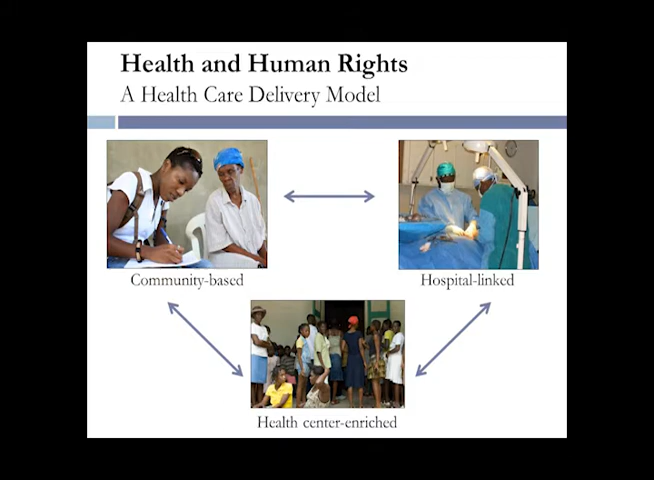 Health and Human Rights
A Health Care Delivery Model
Community-based
Hospital-linked
Health center-enriched